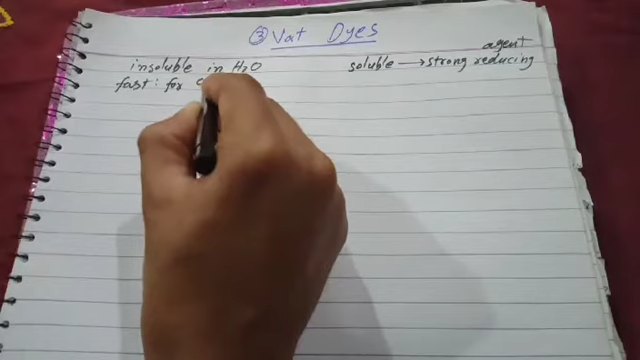 ③ Vat Dyes
insoluble in H₂O
soluble → strong reducing agent
fast : for